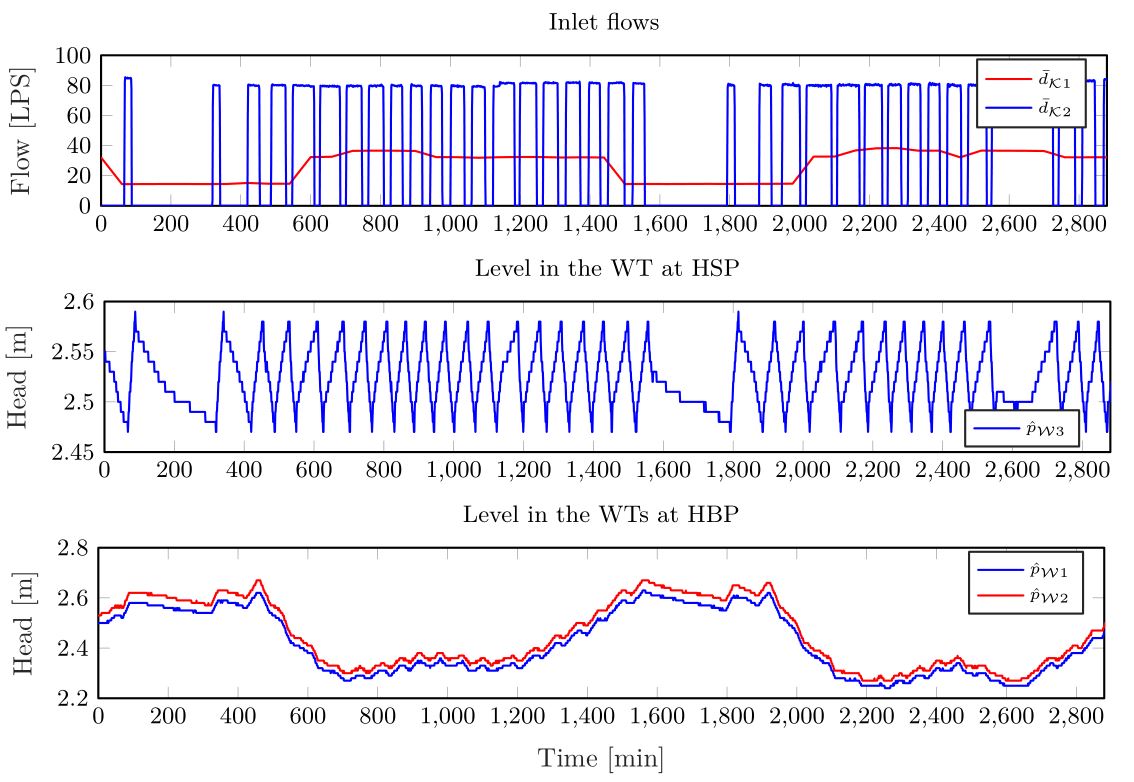 Inlet flows
Flow [LPS]
100
80
60
40
20
0
0 200 400 600 800 1,000 1,200 1,400 1,600 1,800 2,000 2,200 2,400 2,600 2,800
d̄𝒦1
d̄𝒦2
Level in the WT at HSP
Head [m]
2.6
2.55
2.5
2.45
0 200 400 600 800 1,000 1,200 1,400 1,600 1,800 2,000 2,200 2,400 2,600 2,800
p̂𝒲3
Level in the WTs at HBP
Head [m]
2.8
2.6
2.4
2.2
0 200 400 600 800 1,000 1,200 1,400 1,600 1,800 2,000 2,200 2,400 2,600 2,800
p̂𝒲1
p̂𝒲2
Time [min]